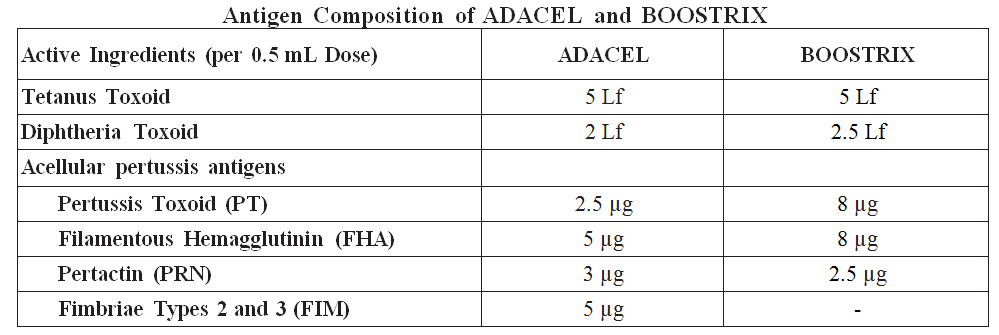 Antigen Composition of ADACEL and BOOSTRIX
Active Ingredients (per 0.5 mL Dose) ADACEL BOOSTRIX
Tetanus Toxoid 5 Lf 5 Lf
Diphtheria Toxoid 2 Lf 2.5 Lf
Acellular pertussis antigens
Pertussis Toxoid (PT) 2.5 µg 8 µg
Filamentous Hemagglutinin (FHA) 5 µg 8 µg
Pertactin (PRN) 3 µg 2.5 µg
Fimbriae Types 2 and 3 (FIM) 5 µg -